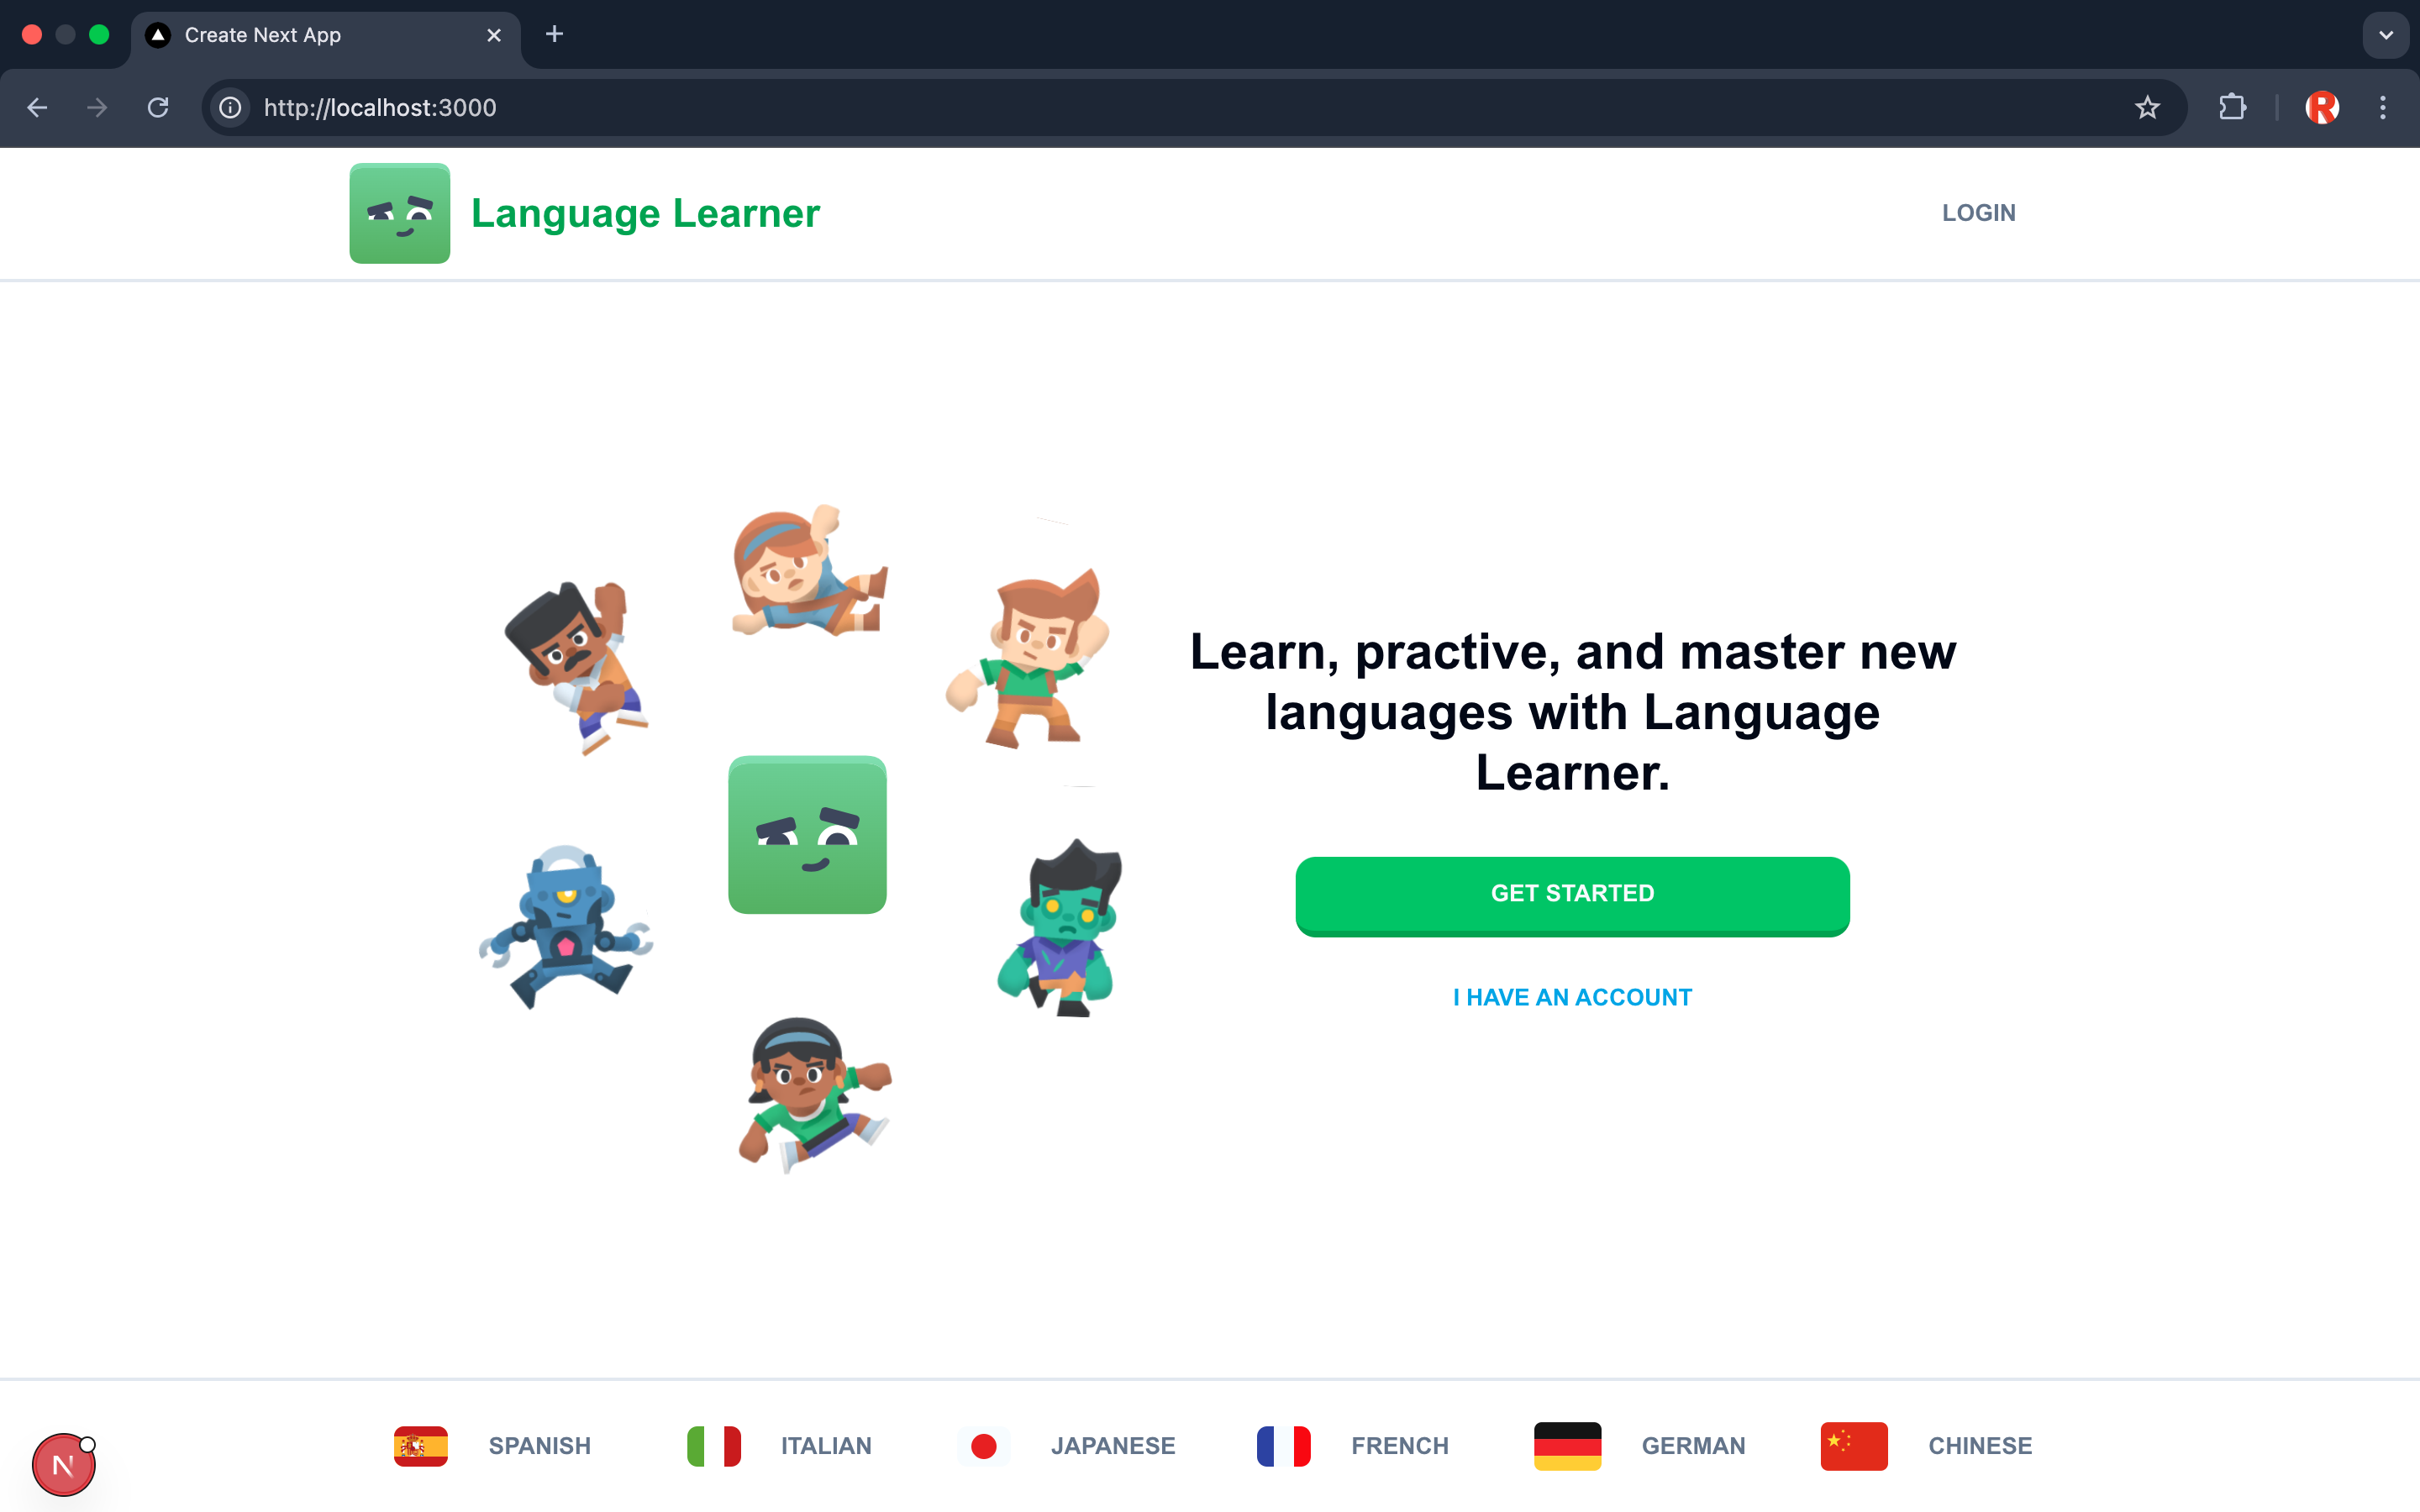 Create Next App
http://localhost:3000
R
Language Learner
LOGIN
Learn, practive, and master new
languages with Language
Learner.
GET STARTED
I HAVE AN ACCOUNT
N
SPANISH
ITALIAN
JAPANESE
FRENCH
GERMAN
CHINESE